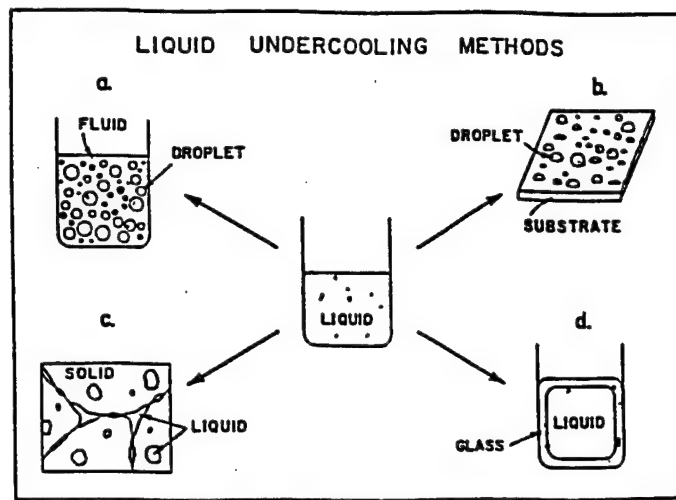 LIQUID UNDERCOOLING METHODS
a.
FLUID
DROPLET
b.
DROPLET
SUBSTRATE
LIQUID
c.
SOLID
LIQUID
d.
LIQUID
GLASS